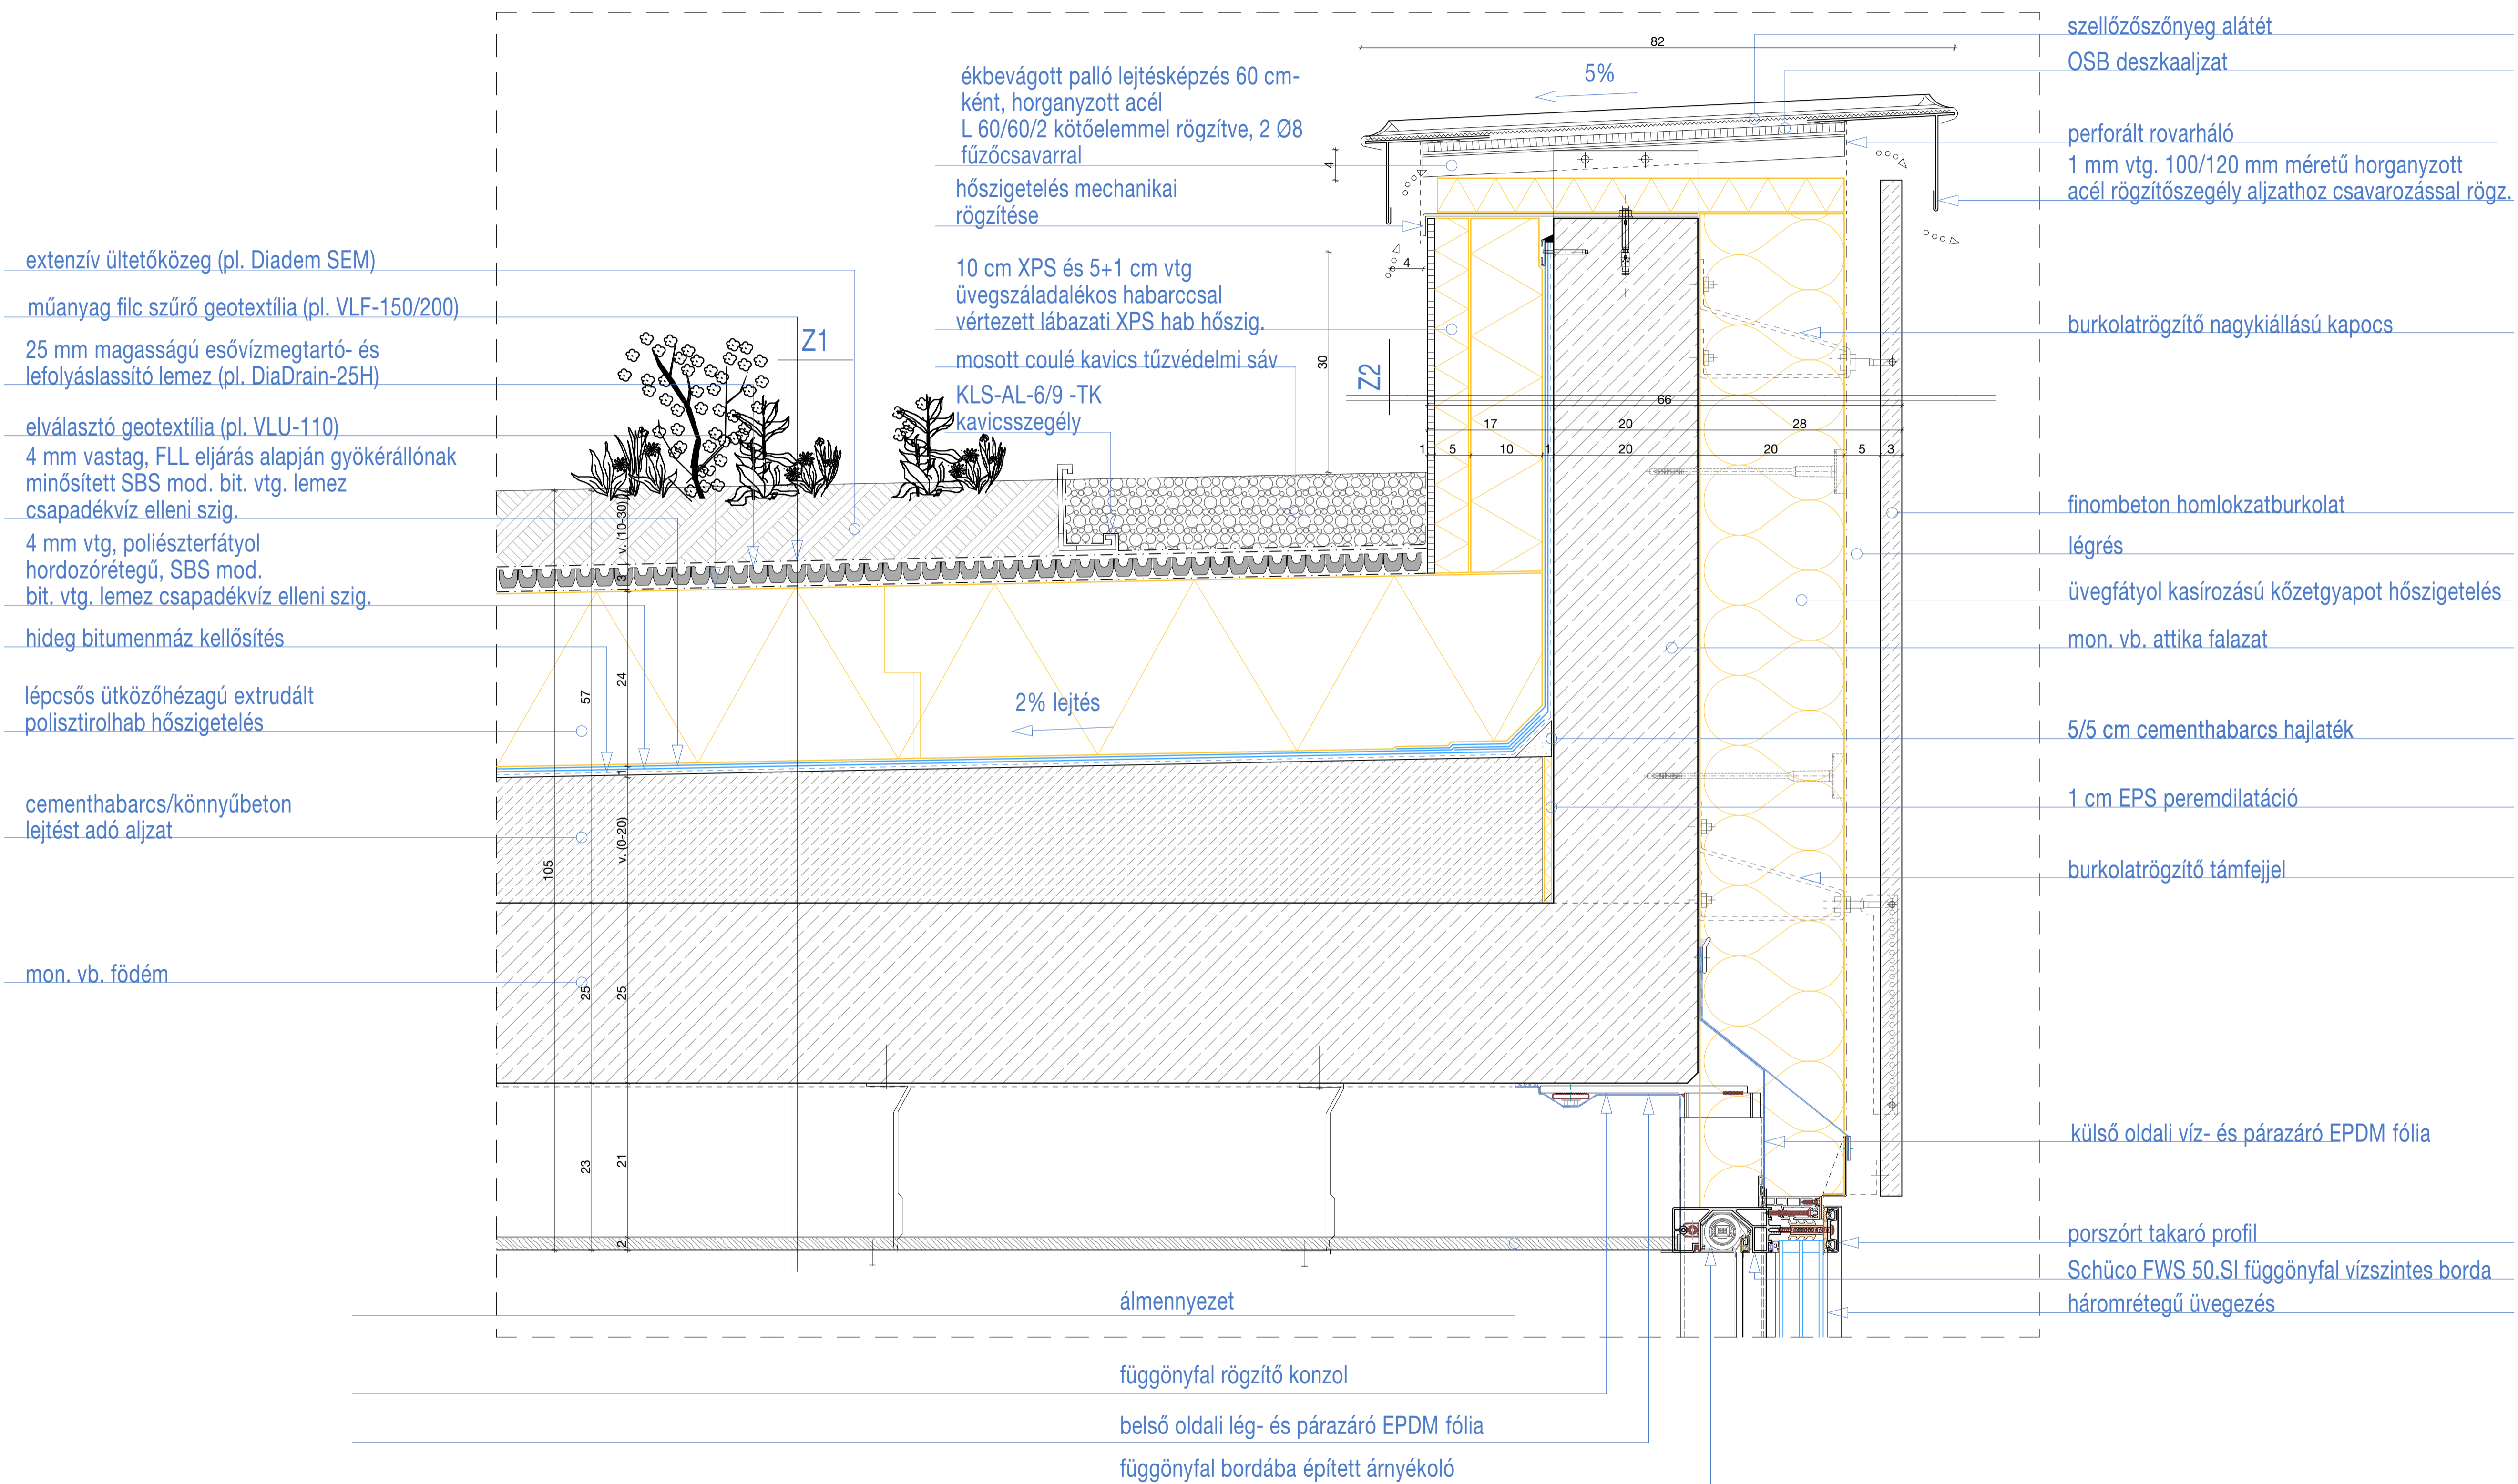 extenzív ültetőközeg (pl. Diadem SEM)
műanyag filc szűrő geotextília (pl. VLF-150/200)
25 mm magasságú esővízmegtartó- és
lefolyáslassító lemez (pl. DiaDrain-25H)
elválasztó geotextília (pl. VLU-110)
4 mm vastag, FLL eljárás alapján gyökérállónak
minősített SBS mod. bit. vtg. lemez
csapadékvíz elleni szig.
4 mm vtg, poliészterfátyol
hordozórétegű, SBS mod.
bit. vtg. lemez csapadékvíz elleni szig.
hideg bitumenmáz kellősítés
lépcsős ütközőhézagú extrudált
polisztirolhab hőszigetelés
cementhabarcs/könnyűbeton
lejtést adó aljzat
mon. vb. födém
ékbevágott palló lejtésképzés 60 cm-
ként, horganyzott acél
L 60/60/2 kötőelemmel rögzítve, 2 Ø8
fűzőcsavarral
hőszigetelés mechanikai
rögzítése
10 cm XPS és 5+1 cm vtg
üvegszáladalékos habarccsal
vértezett lábazati XPS hab hőszig.
mosott coulé kavics tűzvédelmi sáv
KLS-AL-6/9 -TK
kavicsszegély
Z1
Z2
82
5%
4
4
30
66
17
20
28
1
5
10
1
20
20
5
3
2% lejtés
v. (10-30)
3
24
57
1
v. (0-20)
105
25
25
23
21
2
szellőzőszőnyeg alátét
OSB deszkaaljzat
perforált rovarháló
1 mm vtg. 100/120 mm méretű horganyzott
acél rögzítőszegély aljzathoz csavarozással rögz.
burkolatrögzítő nagykiállású kapocs
finombeton homlokzatburkolat
légrés
üvegfátyol kasírozású kőzetgyapot hőszigetelés
mon. vb. attika falazat
5/5 cm cementhabarcs hajlaték
1 cm EPS peremdilatáció
burkolatrögzítő támfejjel
külső oldali víz- és párazáró EPDM fólia
porszórt takaró profil
Schüco FWS 50.SI függönyfal vízszintes borda
háromrétegű üvegezés
álmennyezet
függönyfal rögzítő konzol
belső oldali lég- és párazáró EPDM fólia
függönyfal bordába épített árnyékoló